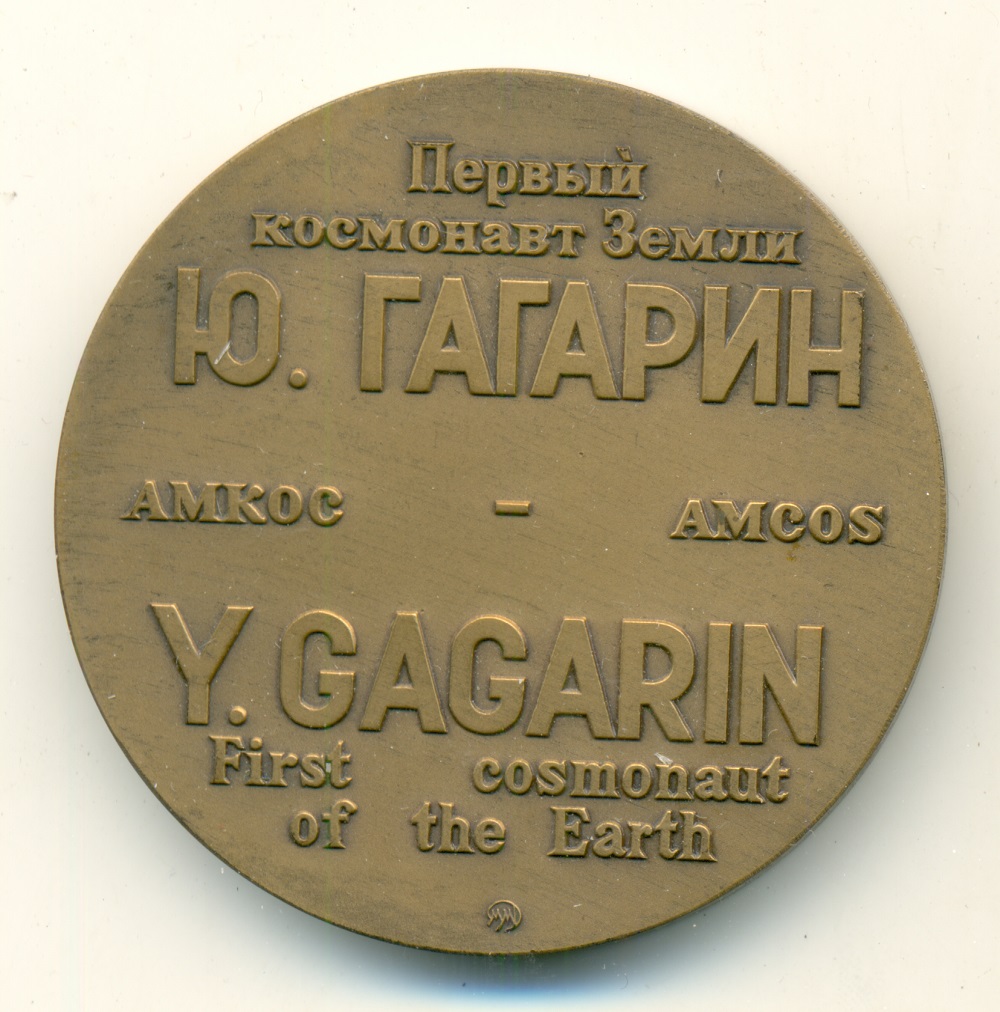 Первый
космонавт Земли
Ю. ГАГАРИН
АМКОС - AMCOS
Y. GAGARIN
First cosmonaut
of the Earth